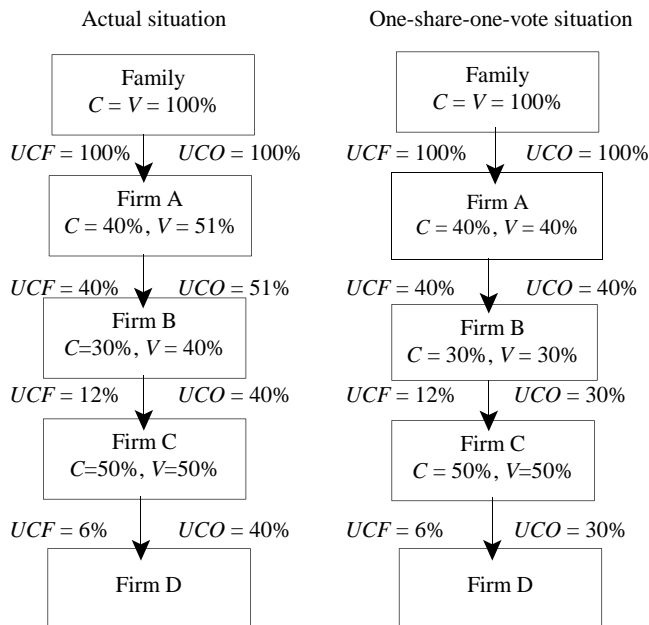 Actual situation
Family
C = V = 100%
UCF = 100% UCO = 100%
Firm A
C = 40%, V = 51%
UCF = 40% UCO = 51%
Firm B
C=30%, V = 40%
UCF = 12% UCO = 40%
Firm C
C=50%, V=50%
UCF = 6% UCO = 40%
Firm D
One-share-one-vote situation
Family
C = V = 100%
UCF = 100% UCO = 100%
Firm A
C = 40%, V = 40%
UCF = 40% UCO = 40%
Firm B
C = 30%, V = 30%
UCF = 12% UCO = 30%
Firm C
C = 50%, V=50%
UCF = 6% UCO = 30%
Firm D